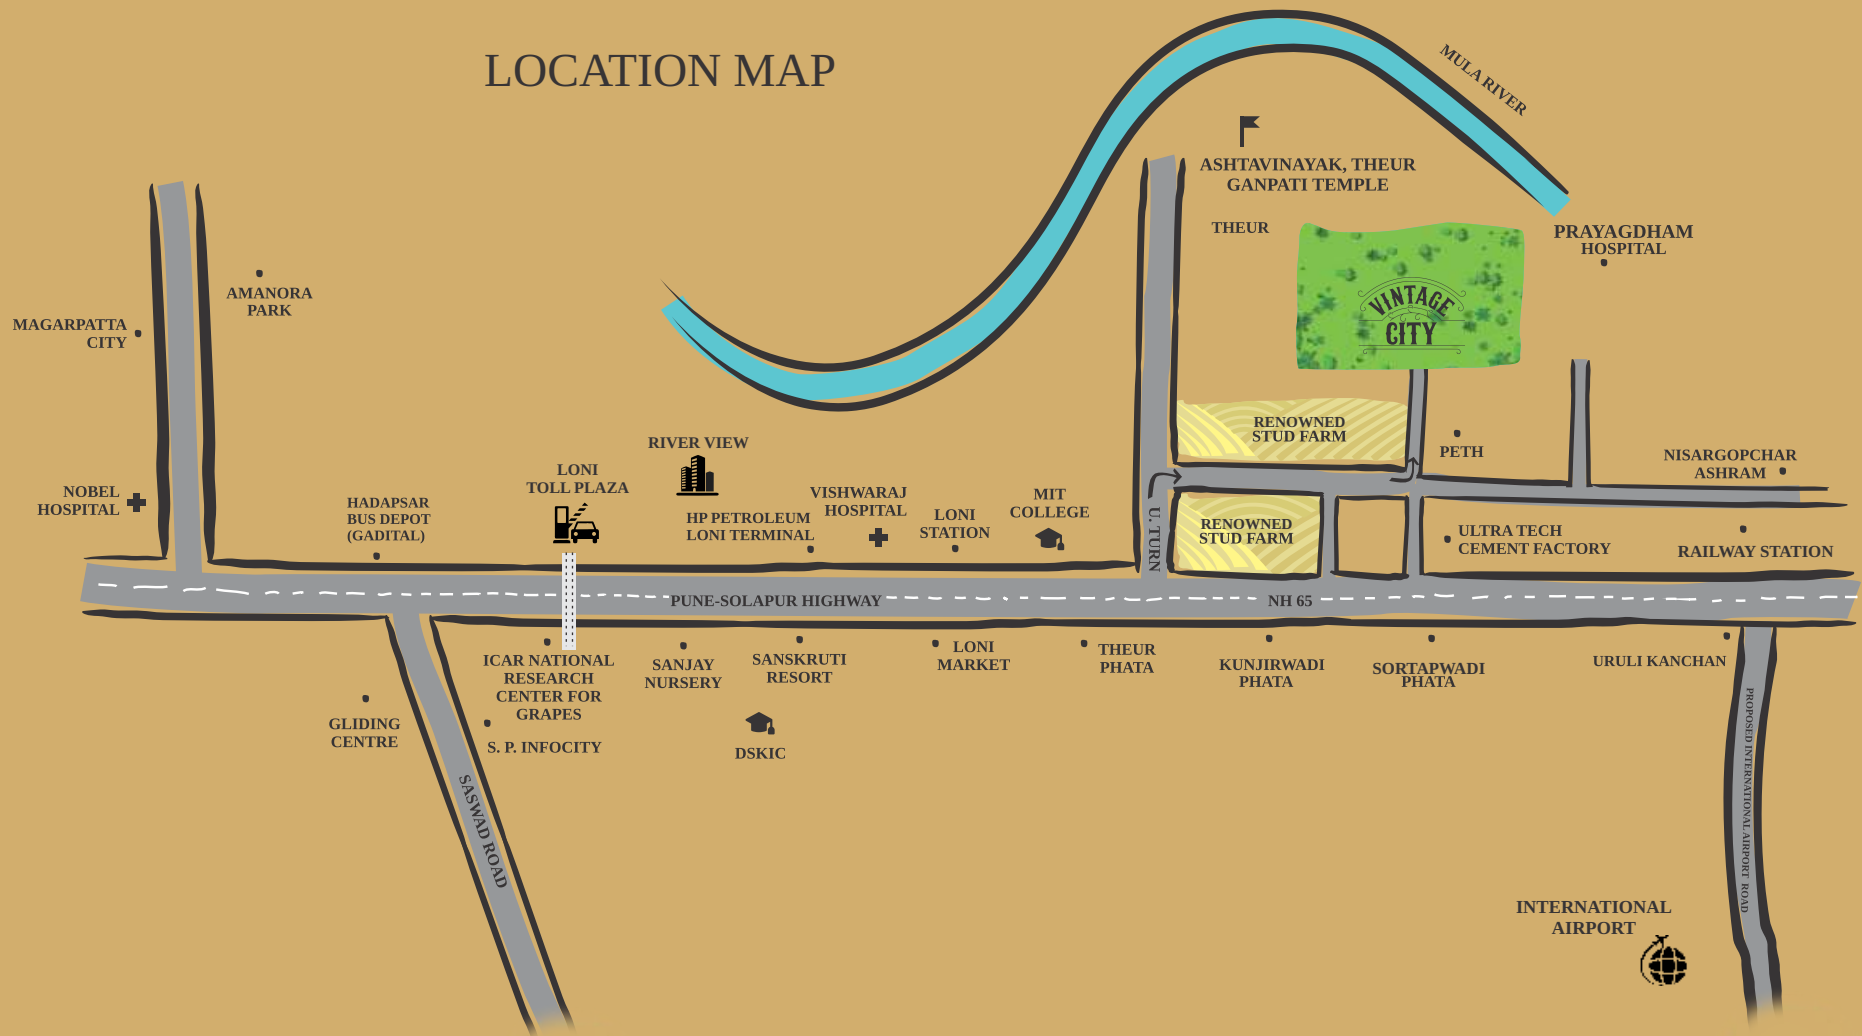 LOCATION MAP
MULA RIVER
ASHTAVINAYAK, THEUR
GANPATI TEMPLE
THEUR
PRAYAGDHAM
HOSPITAL
VINTAGE
CITY
AMANORA
PARK
MAGARPATTA
CITY
NOBEL
HOSPITAL
HADAPSAR
BUS DEPOT
(GADITAL)
LONI
TOLL PLAZA
RIVER VIEW
HP PETROLEUM
LONI TERMINAL
VISHWARAJ
HOSPITAL
LONI
STATION
MIT
COLLEGE
U. TURN
RENOWNED
STUD FARM
RENOWNED
STUD FARM
PETH
NISARGOPCHAR
ASHRAM
ULTRA TECH
CEMENT FACTORY
RAILWAY STATION
PUNE-SOLAPUR HIGHWAY
NH 65
ICAR NATIONAL
RESEARCH
CENTER FOR
GRAPES
SANJAY
NURSERY
SANSKRUTI
RESORT
LONI
MARKET
THEUR
PHATA
KUNJIRWADI
PHATA
SORTAPWADI
PHATA
URULI KANCHAN
GLIDING
CENTRE
S. P. INFOCITY
DSKIC
SASWAD ROAD
PROPOSED INTERNATIONAL AIRPORT ROAD
INTERNATIONAL
AIRPORT